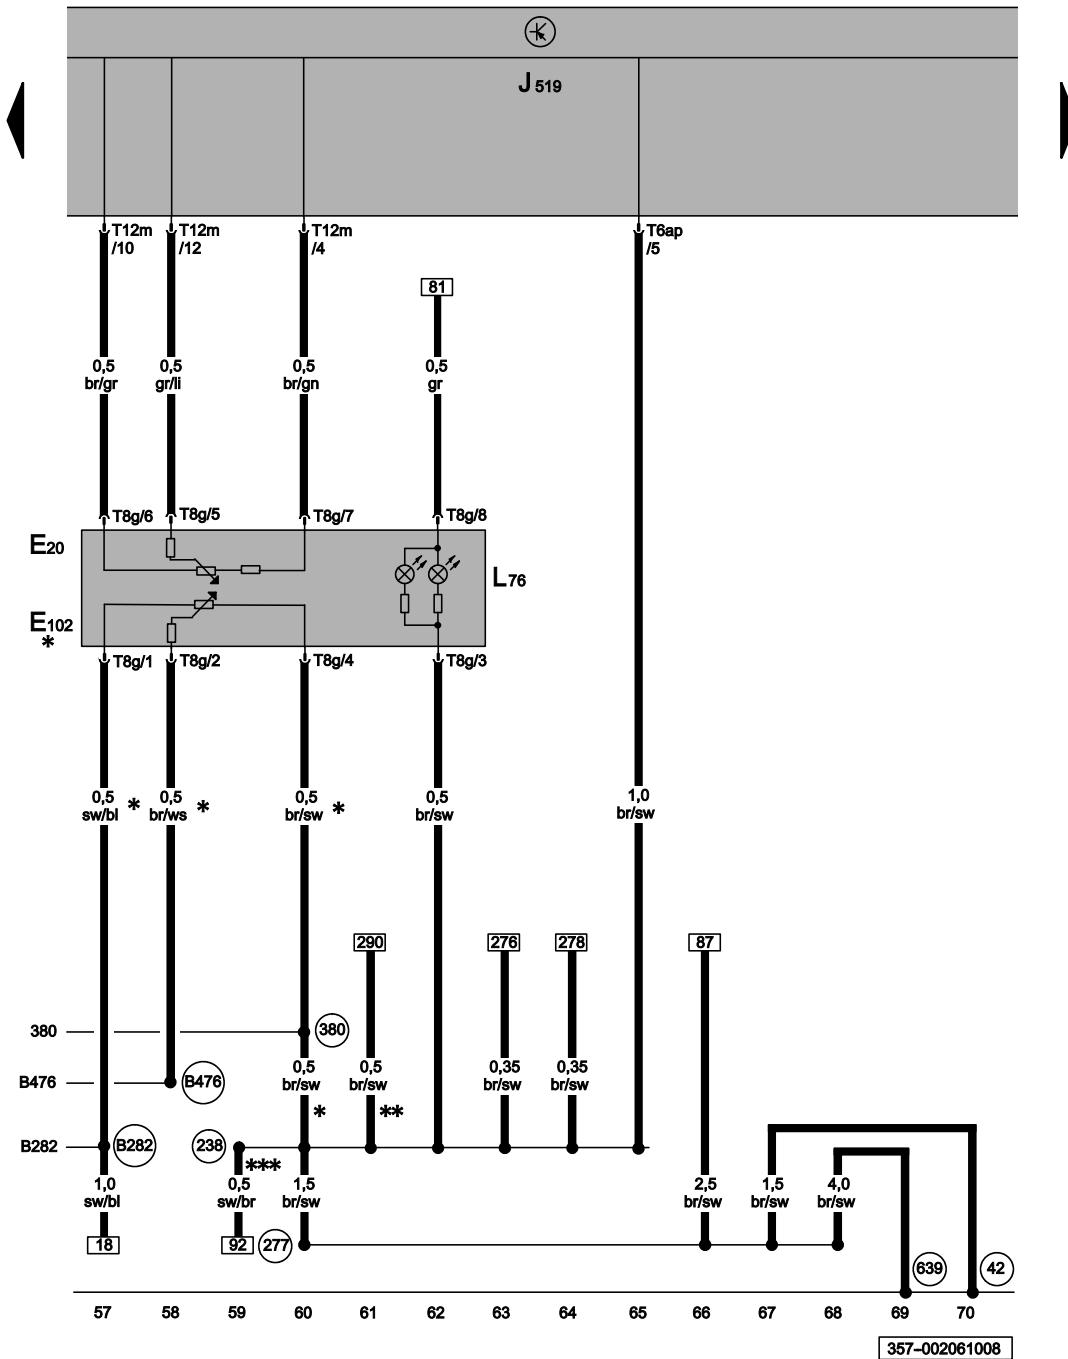 J 519
T12m T12m T12m T6ap
/10 /12 /4 /5
81
0,5 0,5 0,5 0,5
br/gr gr/li br/gn gr
T8g/6 T8g/5 T8g/7 T8g/8
E20
L76
E102
*
T8g/1 T8g/2 T8g/4 T8g/3
0,5 * 0,5 * 0,5 * 0,5 1,0
sw/bl br/ws br/sw br/sw br/sw
290 276 278 87
380 380
0,5 0,5 0,35 0,35
br/sw br/sw br/sw br/sw
B476 B476
* **
B282 B282 238
***
1,0 0,5 1,5 2,5 1,5 4,0
sw/bl sw/br br/sw br/sw br/sw br/sw
18 92 277
639 42
57 58 59 60 61 62 63 64 65 66 67 68 69 70
357-002061008